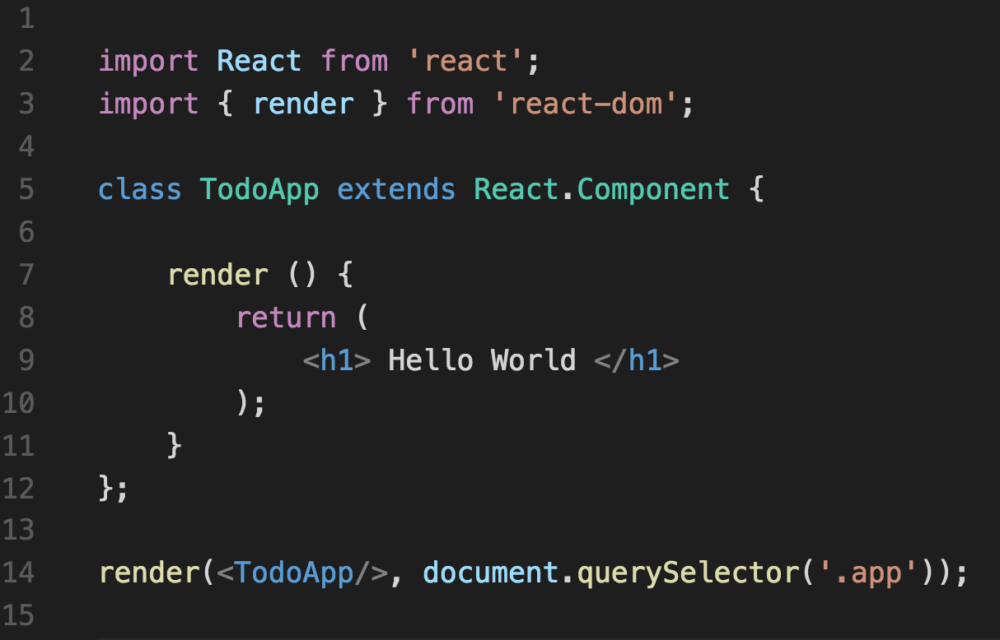 1
2 import React from 'react';
3 import { render } from 'react-dom';
4
5 class TodoApp extends React.Component {
6
7     render () {
8         return (
9             <h1> Hello World </h1>
10         );
11     }
12 };
13
14 render(<TodoApp/>, document.querySelector('.app'));
15